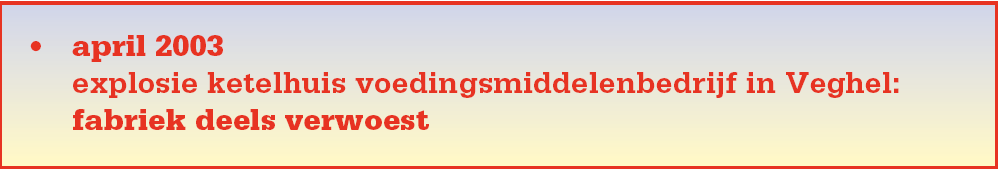 • april 2003
explosie ketelhuis voedingsmiddelenbedrijf in Veghel:
fabriek deels verwoest